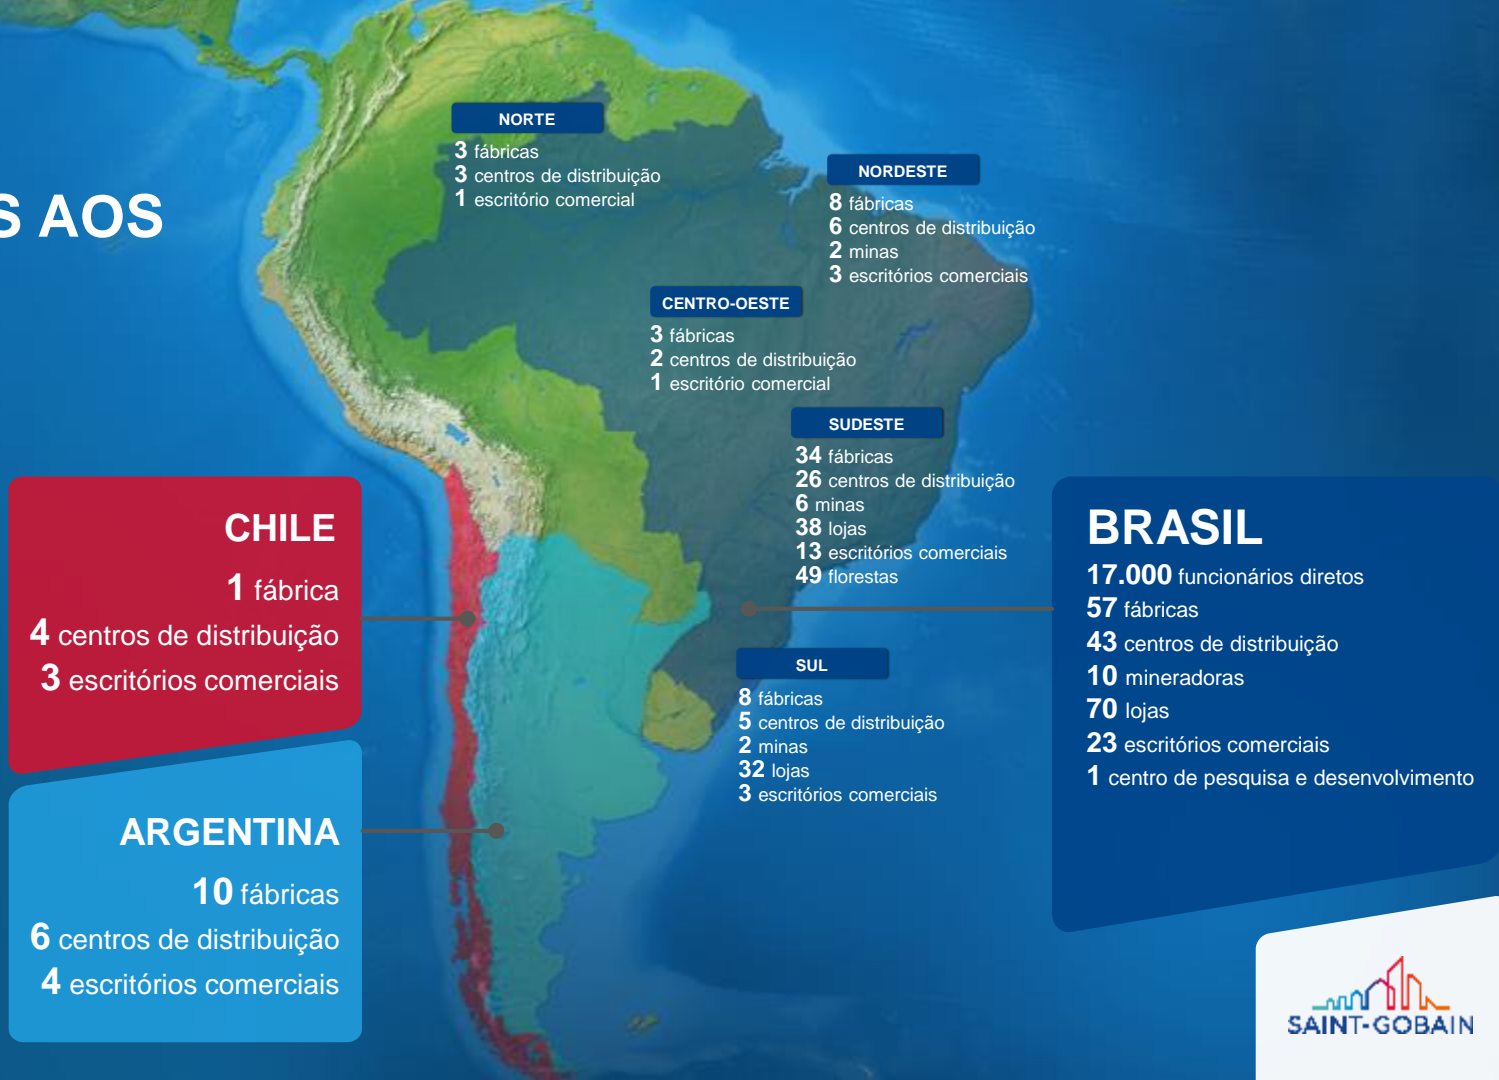 S AOS
NORTE
3 fábricas
3 centros de distribuição
1 escritório comercial
NORDESTE
8 fábricas
6 centros de distribuição
2 minas
3 escritórios comerciais
CENTRO-OESTE
3 fábricas
2 centros de distribuição
1 escritório comercial
SUDESTE
34 fábricas
26 centros de distribuição
6 minas
38 lojas
13 escritórios comerciais
49 florestas
SUL
8 fábricas
5 centros de distribuição
2 minas
32 lojas
3 escritórios comerciais
CHILE
1 fábrica
4 centros de distribuição
3 escritórios comerciais
ARGENTINA
10 fábricas
6 centros de distribuição
4 escritórios comerciais
BRASIL
17.000 funcionários diretos
57 fábricas
43 centros de distribuição
10 mineradoras
70 lojas
23 escritórios comerciais
1 centro de pesquisa e desenvolvimento
SAINT-GOBAIN